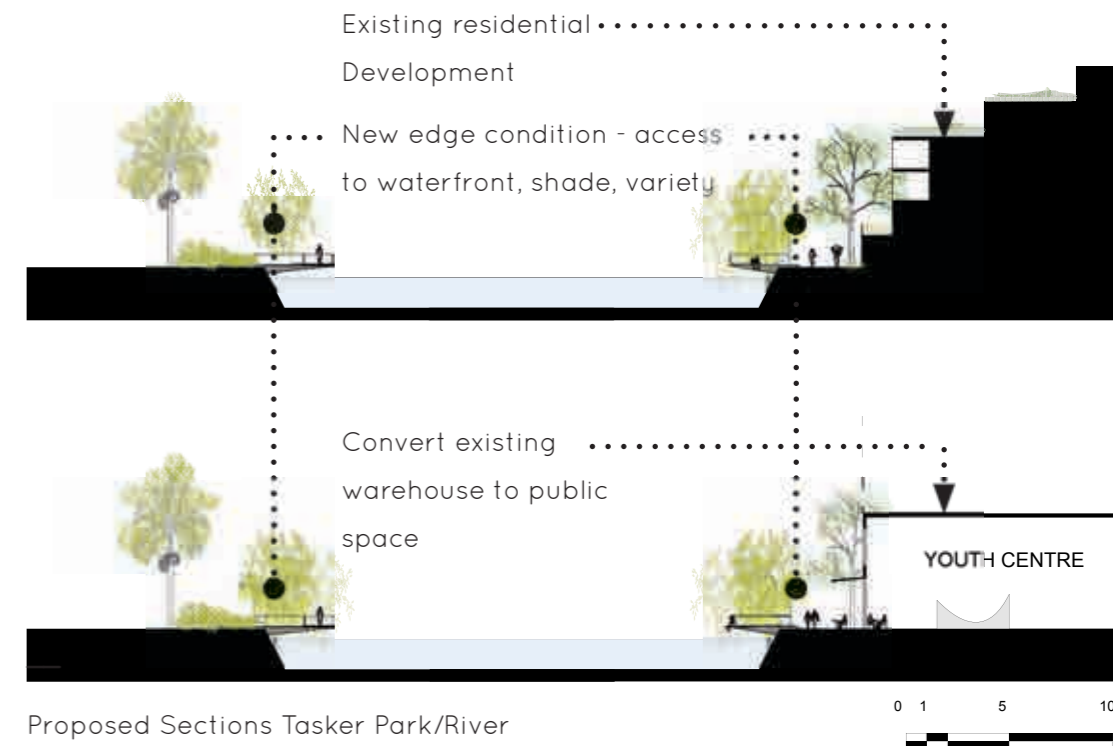 Existing residential
Development
New edge condition - access
to waterfront, shade, variety
Convert existing
warehouse to public
space
YOUTH CENTRE
Proposed Sections Tasker Park/River
0 1 5 10